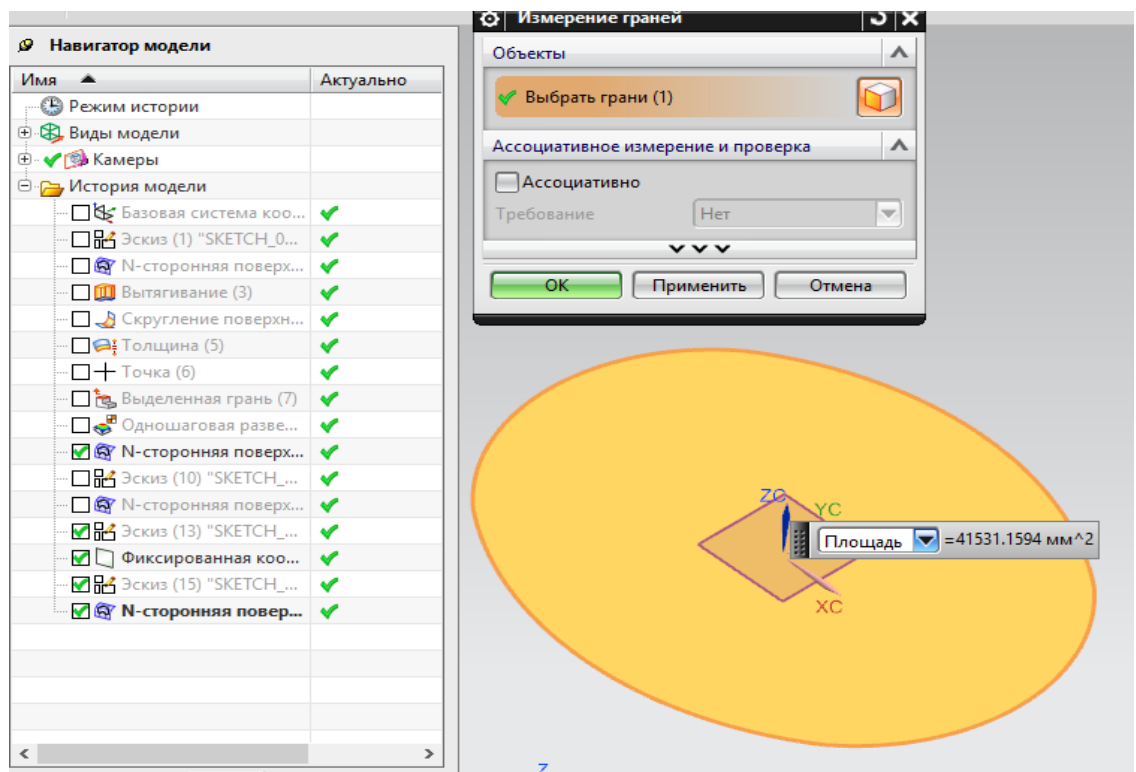 Навигатор модели
Имя Актуально
Режим истории
Виды модели
Камеры
История модели
Базовая система коо...
Эскиз (1) "SKETCH_0...
N-сторонняя поверх...
Вытягивание (3)
Скругление поверхн...
Толщина (5)
Точка (6)
Выделенная грань (7)
Одношаговая разве...
N-сторонняя поверх...
Эскиз (10) "SKETCH_...
N-сторонняя поверх...
Эскиз (13) "SKETCH_...
Фиксированная коо...
Эскиз (15) "SKETCH_...
N-сторонняя повер...
Измерение граней
Объекты
Выбрать грани (1)
Ассоциативное измерение и проверка
Ассоциативно
Требование Нет
ОК Применить Отмена
ZC
YC
Площадь =41531.1594 мм^2
XC
Z